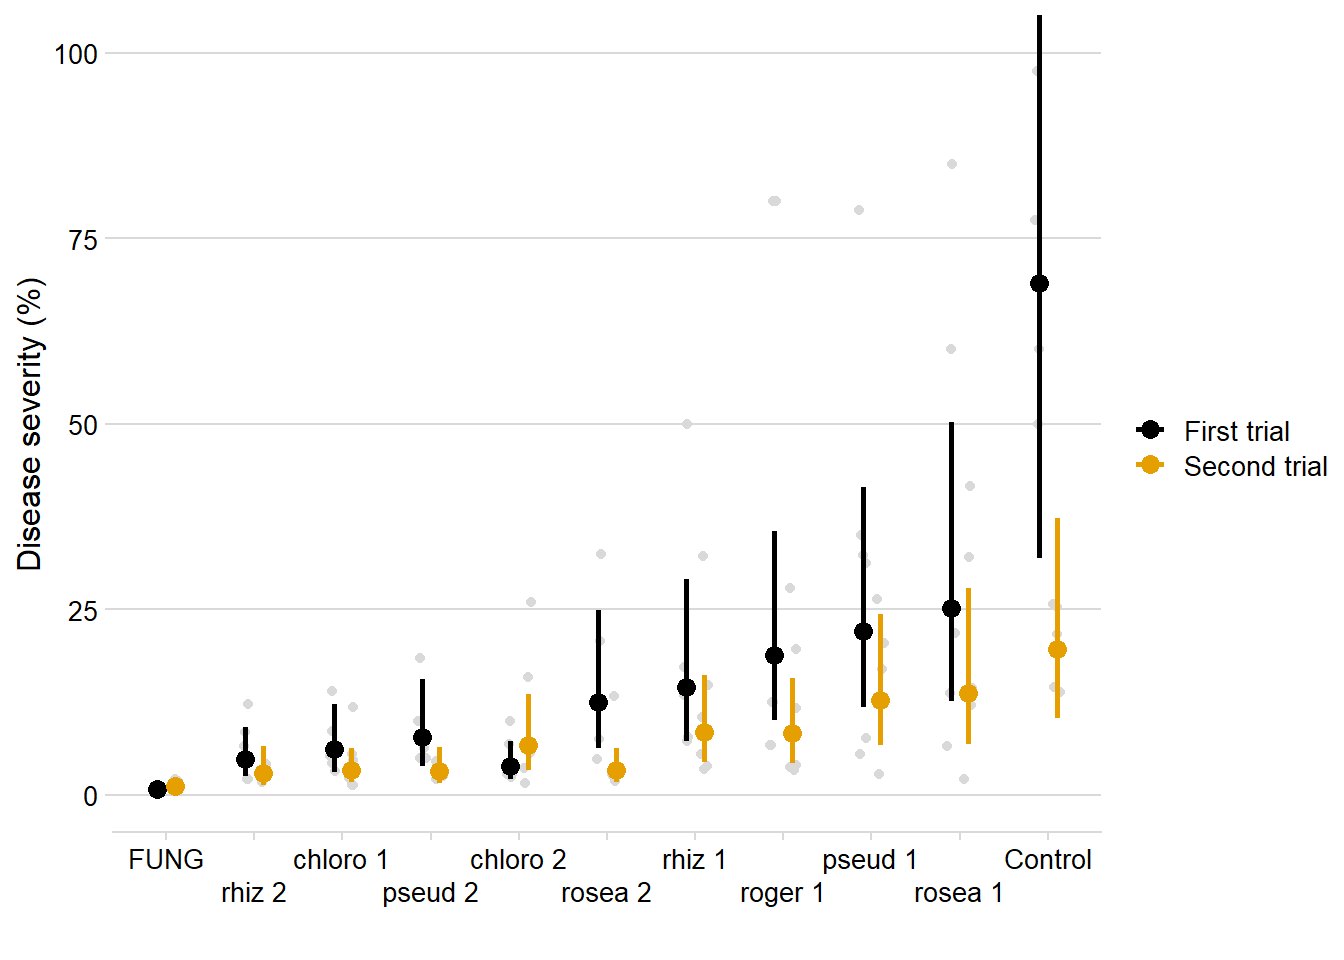 100
75
50
25
0
Disease severity (%)
FUNG
rhiz 2
chloro 1
pseud 2
chloro 2
rosea 2
rhiz 1
roger 1
pseud 1
rosea 1
Control
First trial
Second trial